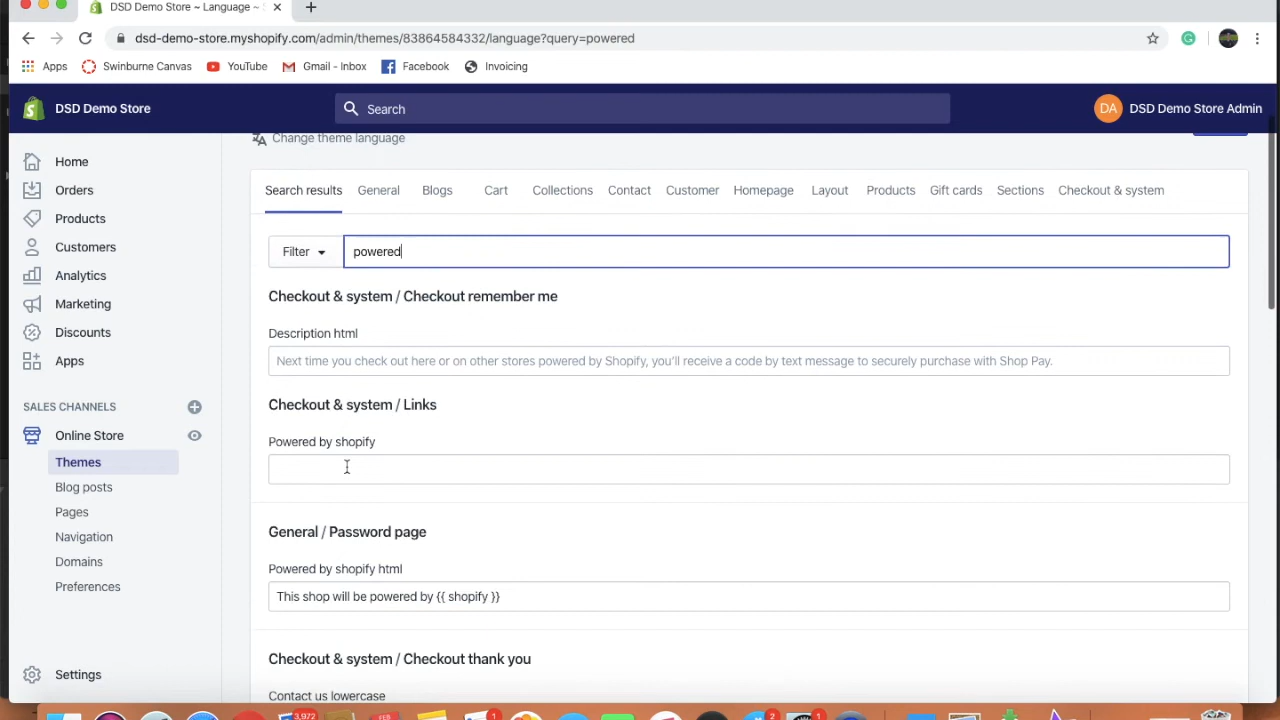 DSD Demo Store ~ Language ~
dsd-demo-store.myshopify.com/admin/themes/83864584332/language?query=powered
Apps Swinburne Canvas YouTube Gmail - Inbox Facebook Invoicing
DSD Demo Store Search DA DSD Demo Store Admin
Change theme language
Home
Orders
Products
Customers
Analytics
Marketing
Discounts
Apps
SALES CHANNELS
Online Store
Themes
Blog posts
Pages
Navigation
Domains
Preferences
Settings
Search results General Blogs Cart Collections Contact Customer Homepage Layout Products Gift cards Sections Checkout & system
Filter powered
Checkout & system / Checkout remember me
Description html
Next time you check out here or on other stores powered by Shopify, you'll receive a code by text message to securely purchase with Shop Pay.
Checkout & system / Links
Powered by shopify
General / Password page
Powered by shopify html
This shop will be powered by {{ shopify }}
Checkout & system / Checkout thank you
Contact us lowercase
3,972 FEB 1 2 1